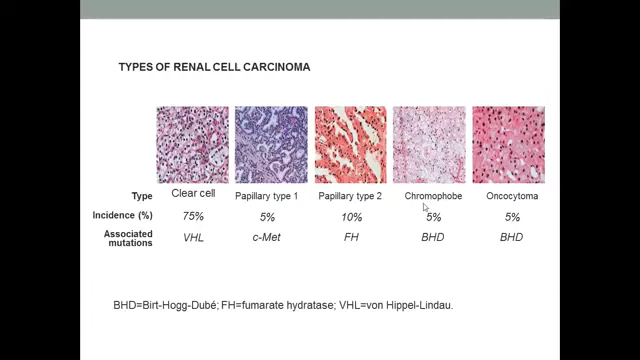 TYPES OF RENAL CELL CARCINOMA
Type Clear cell Papillary type 1 Papillary type 2 Chromophobe Oncocytoma
Incidence (%) 75% 5% 10% 5% 5%
Associated mutations VHL c-Met FH BHD BHD
BHD=Birt-Hogg-Dubé; FH=fumarate hydratase; VHL=von Hippel-Lindau.